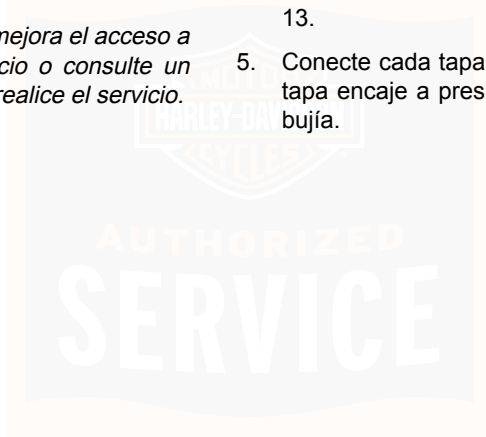 mejora el acceso a
cio o consulte un
realice el servicio.
13.
5. Conecte cada tapa
tapa encaje a pres
bujía.
MOTOR
HARLEY-DAVIDSON
CYCLES
AUTHORIZED
SERVICE